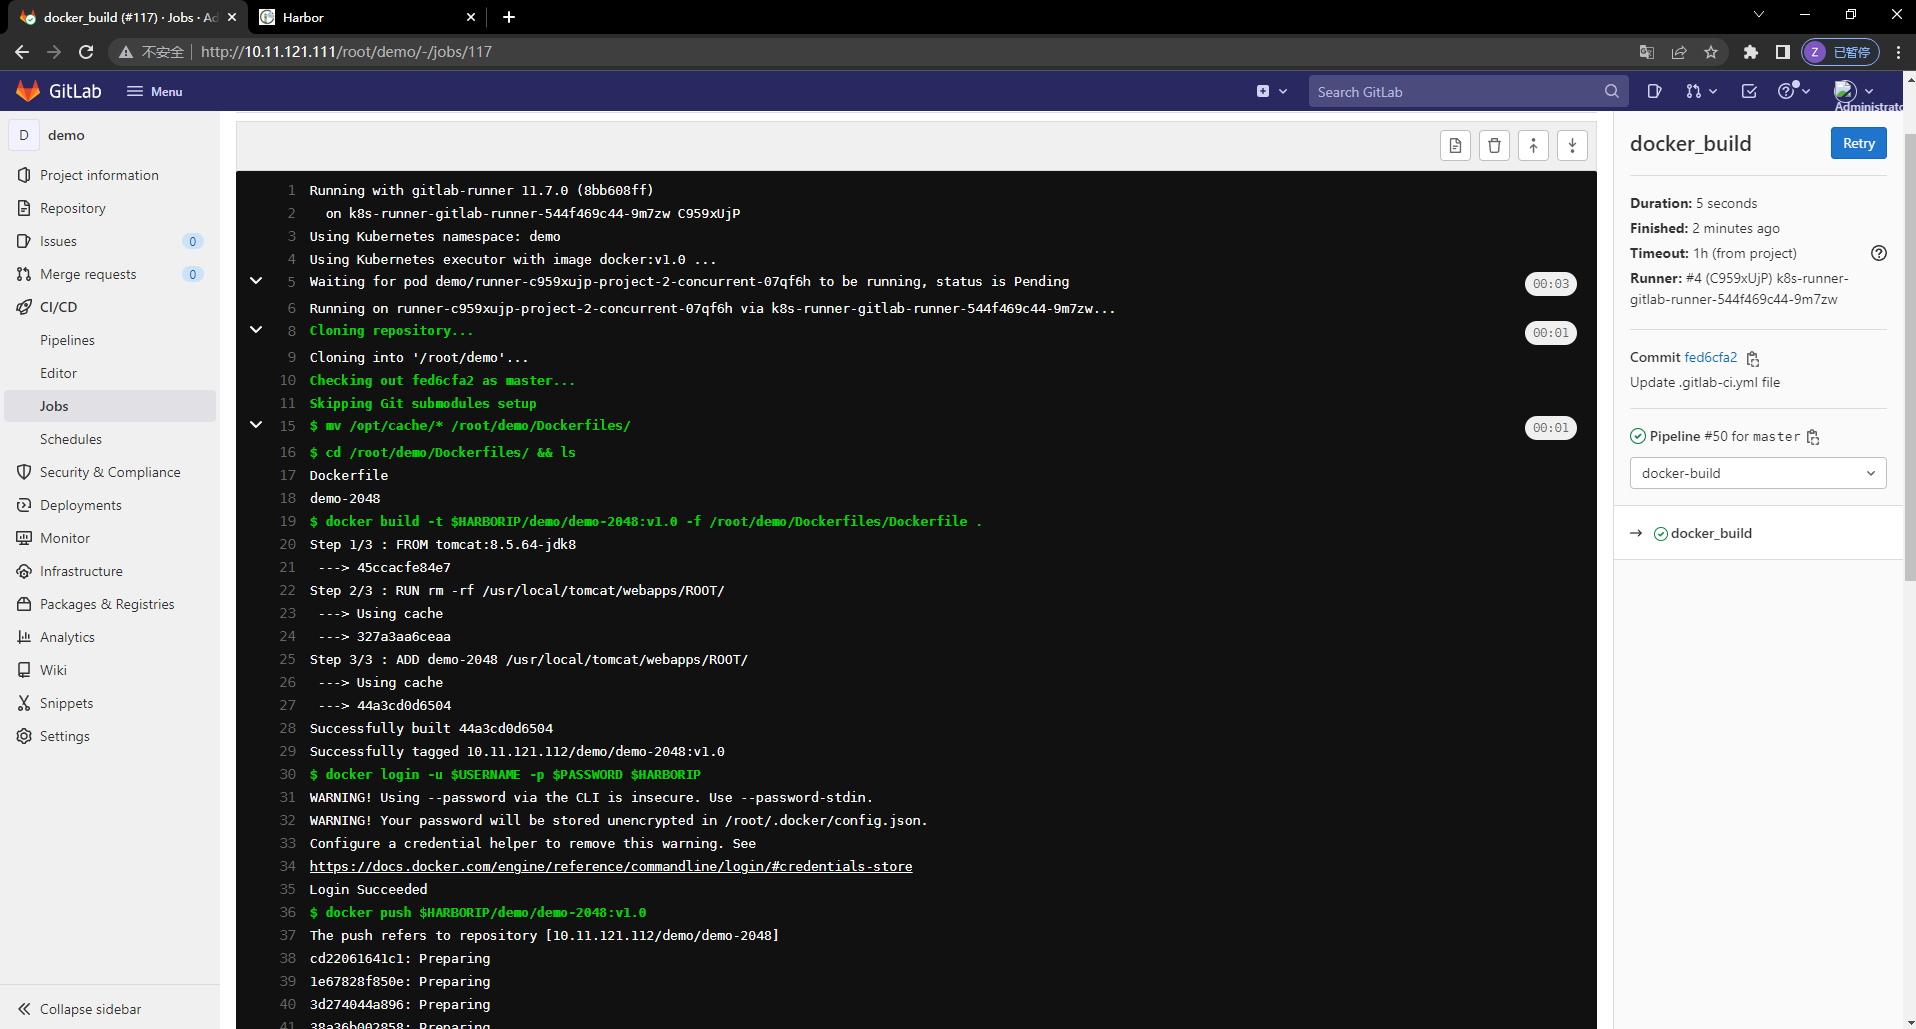 docker_build (#117) · Jobs · Ad
Harbor
不安全
http://10.11.121.111/root/demo/-/jobs/117
Z
已暂停
GitLab
Menu
Search GitLab
Administrato
D
demo
Project information
Repository
Issues
0
Merge requests
0
CI/CD
Pipelines
Editor
Jobs
Schedules
Security & Compliance
Deployments
Monitor
Infrastructure
Packages & Registries
Analytics
Wiki
Snippets
Settings
Collapse sidebar
1 Running with gitlab-runner 11.7.0 (8bb608ff)
2 on k8s-runner-gitlab-runner-544f469c44-9m7zw C959xUjP
3 Using Kubernetes namespace: demo
4 Using Kubernetes executor with image docker:v1.0 ...
5 Waiting for pod demo/runner-c959xujp-project-2-concurrent-07qf6h to be running, status is Pending
00:03
6 Running on runner-c959xujp-project-2-concurrent-07qf6h via k8s-runner-gitlab-runner-544f469c44-9m7zw...
8 Cloning repository...
00:01
9 Cloning into '/root/demo'...
10 Checking out fed6cfa2 as master...
11 Skipping Git submodules setup
15 $ mv /opt/cache/* /root/demo/Dockerfiles/
00:01
16 $ cd /root/demo/Dockerfiles/ && ls
17 Dockerfile
18 demo-2048
19 $ docker build -t $HARBORIP/demo/demo-2048:v1.0 -f /root/demo/Dockerfiles/Dockerfile .
20 Step 1/3 : FROM tomcat:8.5.64-jdk8
21 ---> 45ccacfe84e7
22 Step 2/3 : RUN rm -rf /usr/local/tomcat/webapps/ROOT/
23 ---> Using cache
24 ---> 327a3aa6ceaa
25 Step 3/3 : ADD demo-2048 /usr/local/tomcat/webapps/ROOT/
26 ---> Using cache
27 ---> 44a3cd0d6504
28 Successfully built 44a3cd0d6504
29 Successfully tagged 10.11.121.112/demo/demo-2048:v1.0
30 $ docker login -u $USERNAME -p $PASSWORD $HARBORIP
31 WARNING! Using --password via the CLI is insecure. Use --password-stdin.
32 WARNING! Your password will be stored unencrypted in /root/.docker/config.json.
33 Configure a credential helper to remove this warning. See
34 https://docs.docker.com/engine/reference/commandline/login/#credentials-store
35 Login Succeeded
36 $ docker push $HARBORIP/demo/demo-2048:v1.0
37 The push refers to repository [10.11.121.112/demo/demo-2048]
38 cd22061641c1: Preparing
39 1e67828f850e: Preparing
40 3d274044a896: Preparing
41 38a36b002858: Preparing
docker_build
Retry
Duration: 5 seconds
Finished: 2 minutes ago
Timeout: 1h (from project)
Runner: #4 (C959xUjP) k8s-runner-
gitlab-runner-544f469c44-9m7zw
Commit fed6cfa2
Update .gitlab-ci.yml file
Pipeline #50 for master
docker-build
→ docker_build